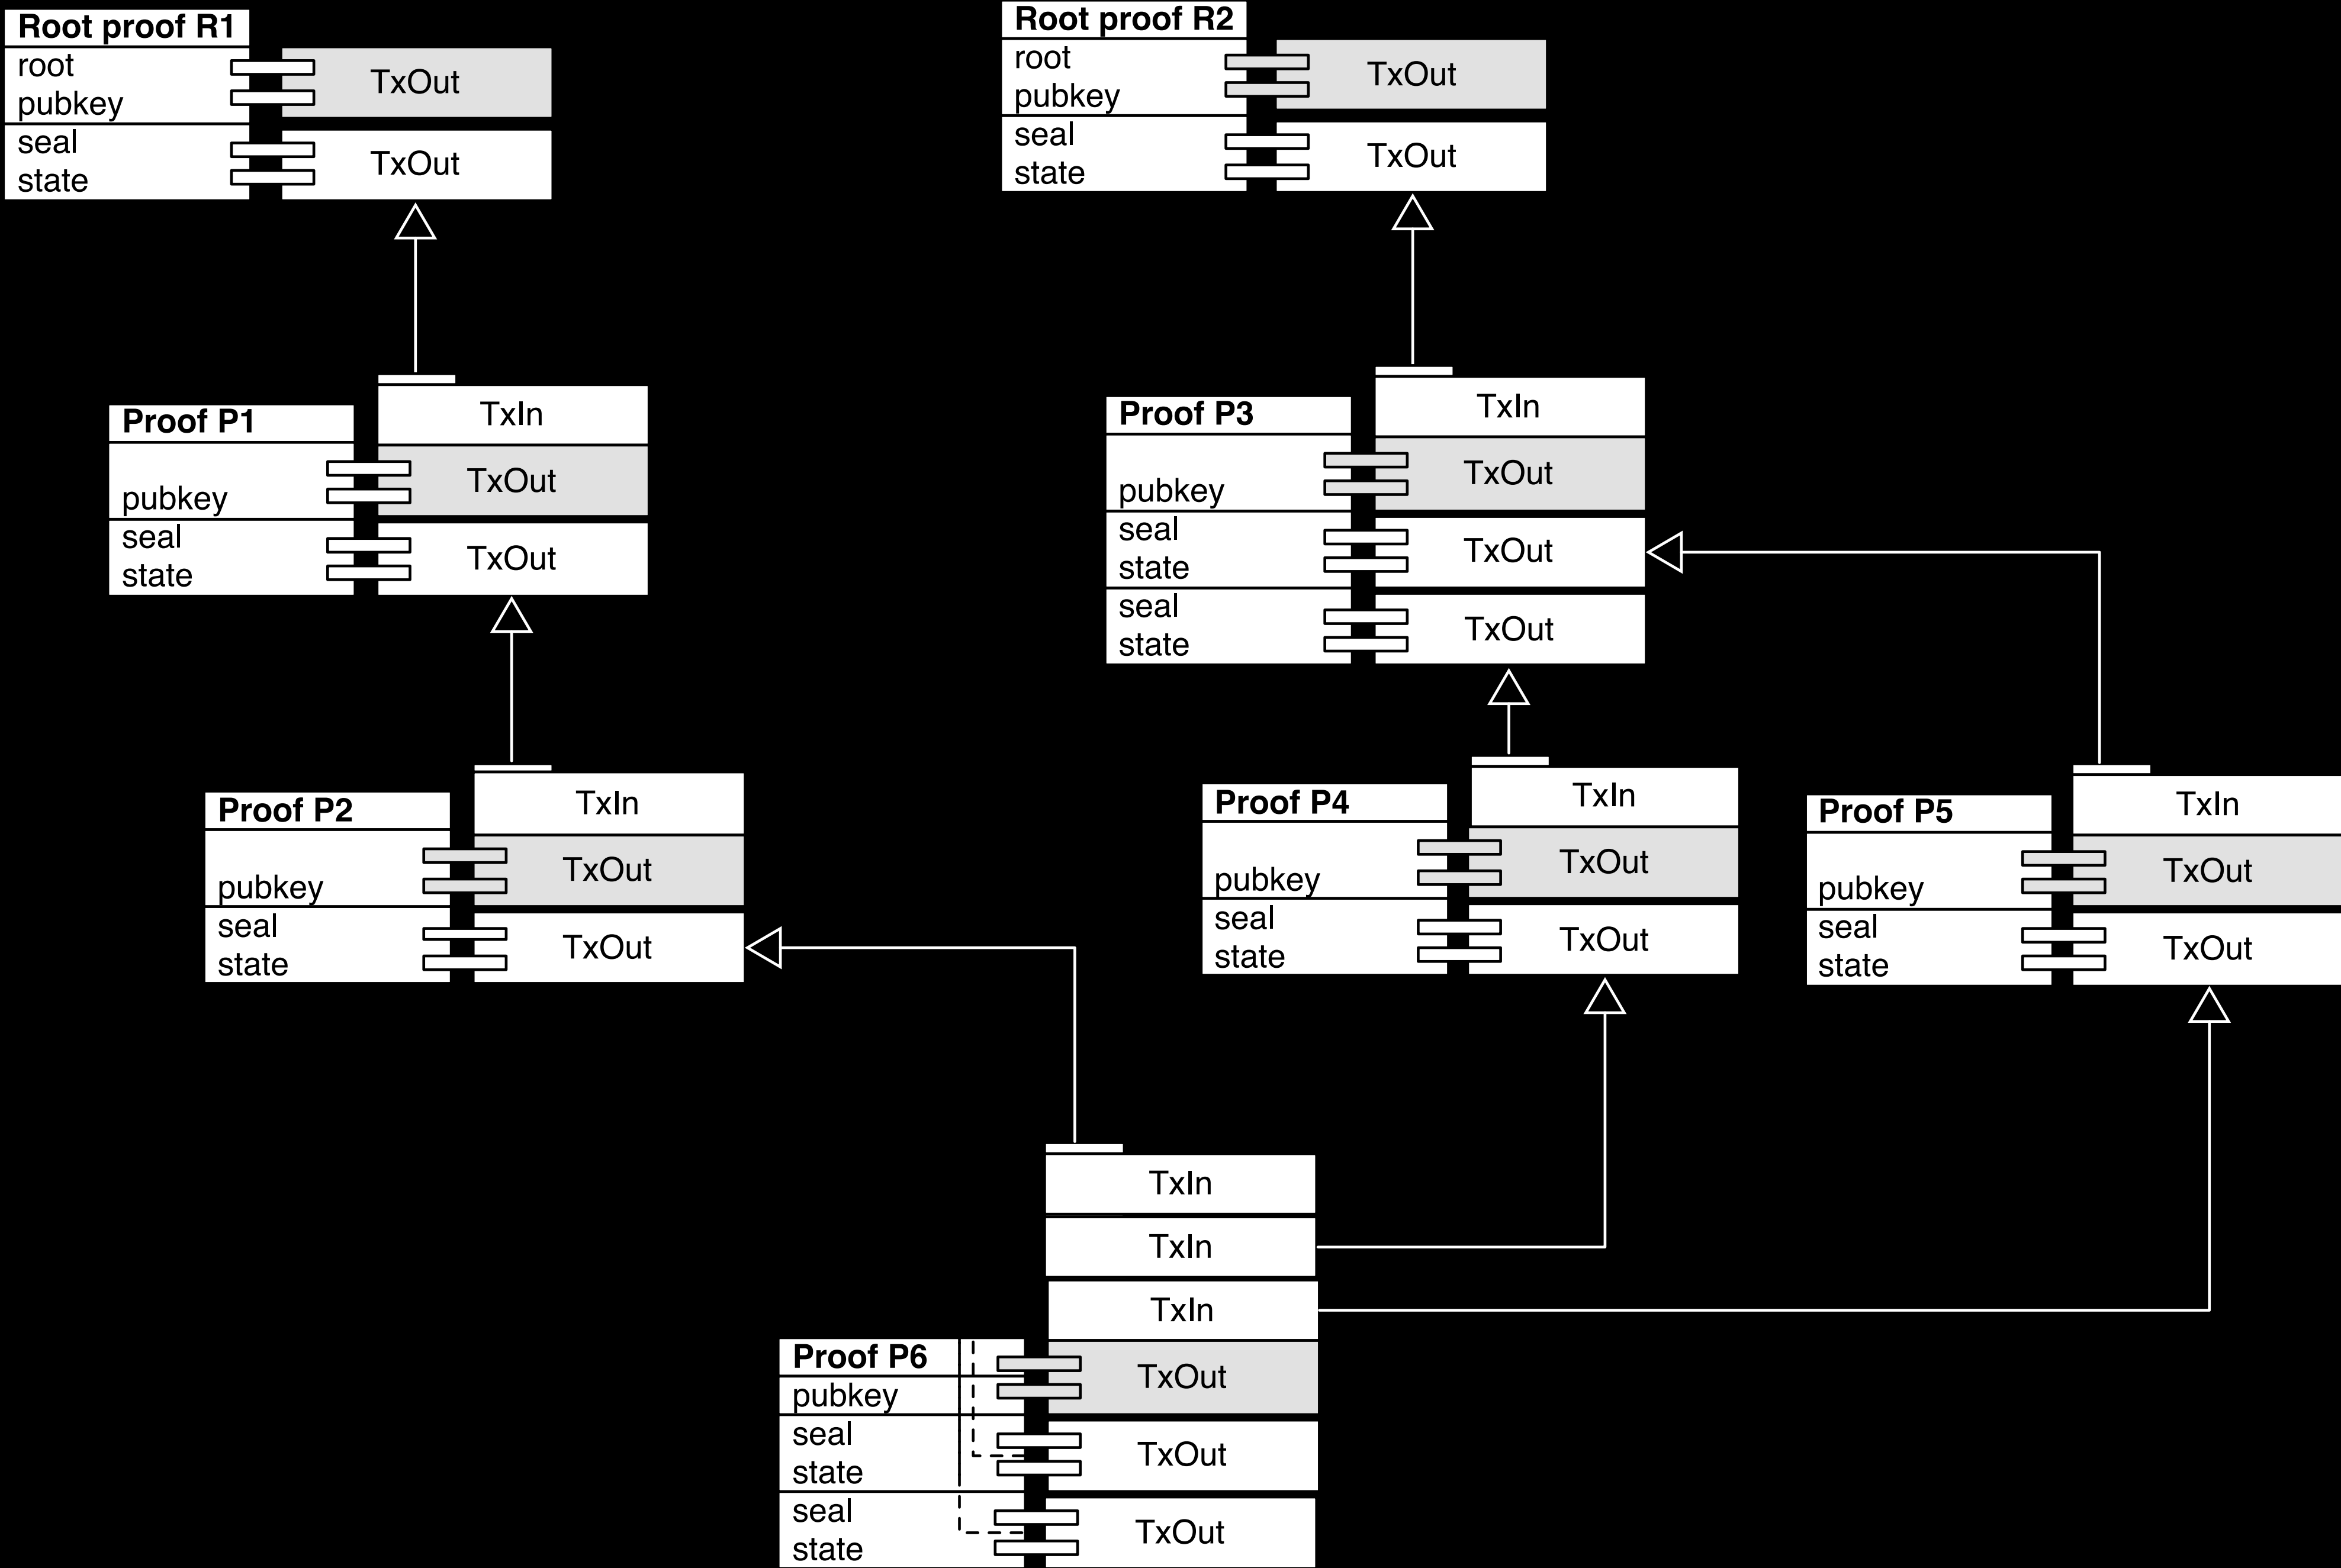 Root proof R1
root
pubkey
seal
state
TxOut
TxOut
Root proof R2
root
pubkey
seal
state
TxOut
TxOut
Proof P1
pubkey
seal
state
TxIn
TxOut
TxOut
Proof P3
pubkey
seal
state
seal
state
TxIn
TxOut
TxOut
TxOut
Proof P2
pubkey
seal
state
TxIn
TxOut
TxOut
Proof P4
pubkey
seal
state
TxIn
TxOut
TxOut
Proof P5
pubkey
seal
state
TxIn
TxOut
TxOut
Proof P6
pubkey
seal
state
seal
state
TxIn
TxIn
TxIn
TxOut
TxOut
TxOut